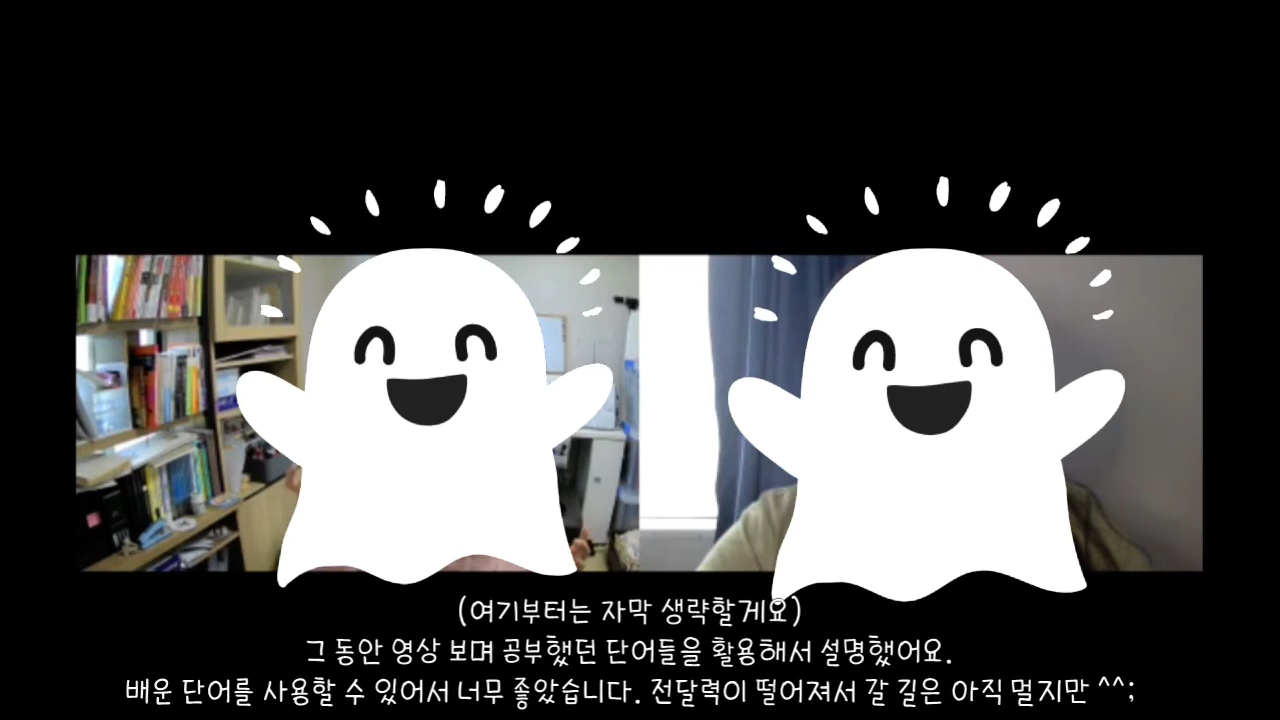 (여기부터는 자막 생략할게요)
그 동안 영상 보며 공부했던 단어들을 활용해서 설명했어요.
배운 단어를 사용할 수 있어서 너무 좋았습니다. 전달력이 떨어져서 갈 길은 아직 멀지만 ^^;